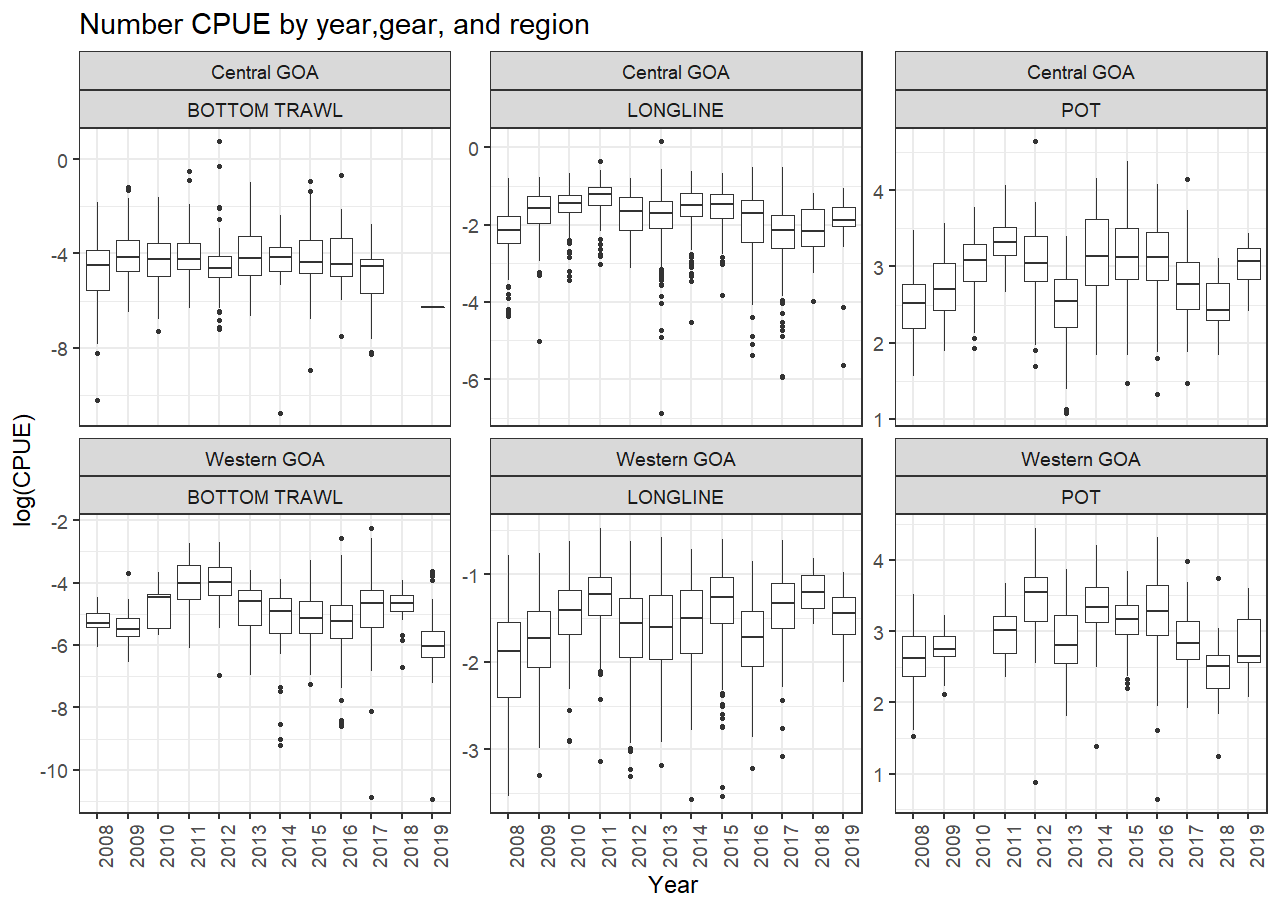 Number CPUE by year,gear, and region
Central GOA
BOTTOM TRAWL
Central GOA
LONGLINE
Central GOA
POT
0
-4
-8
0
-2
-4
-6
4
3
2
1
log(CPUE)
Western GOA
BOTTOM TRAWL
Western GOA
LONGLINE
Western GOA
POT
-2
-4
-6
-8
-10
-1
-2
-3
4
3
2
1
2008 2009 2010 2011 2012 2013 2014 2015 2016 2017 2018 2019
2008 2009 2010 2011 2012 2013 2014 2015 2016 2017 2018 2019
2008 2009 2010 2011 2012 2013 2014 2015 2016 2017 2018 2019
Year